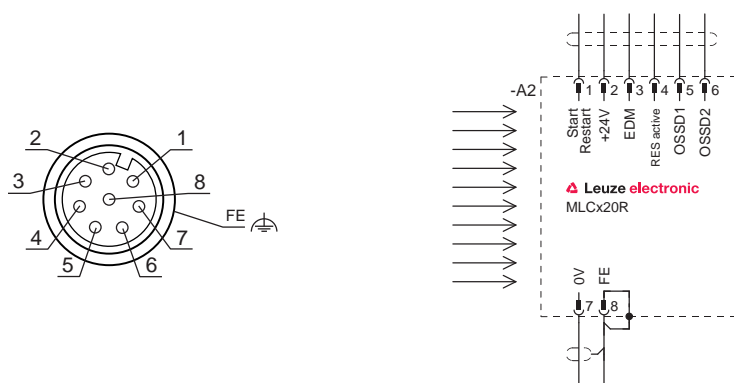 2
1
3
8
4
7
5
6
FE
-A2
1 2 3 4 5 6
Start
Restart
+24V
EDM
RES active
OSSD1
OSSD2
Leuze electronic
MLCx20R
0V
FE
7 8